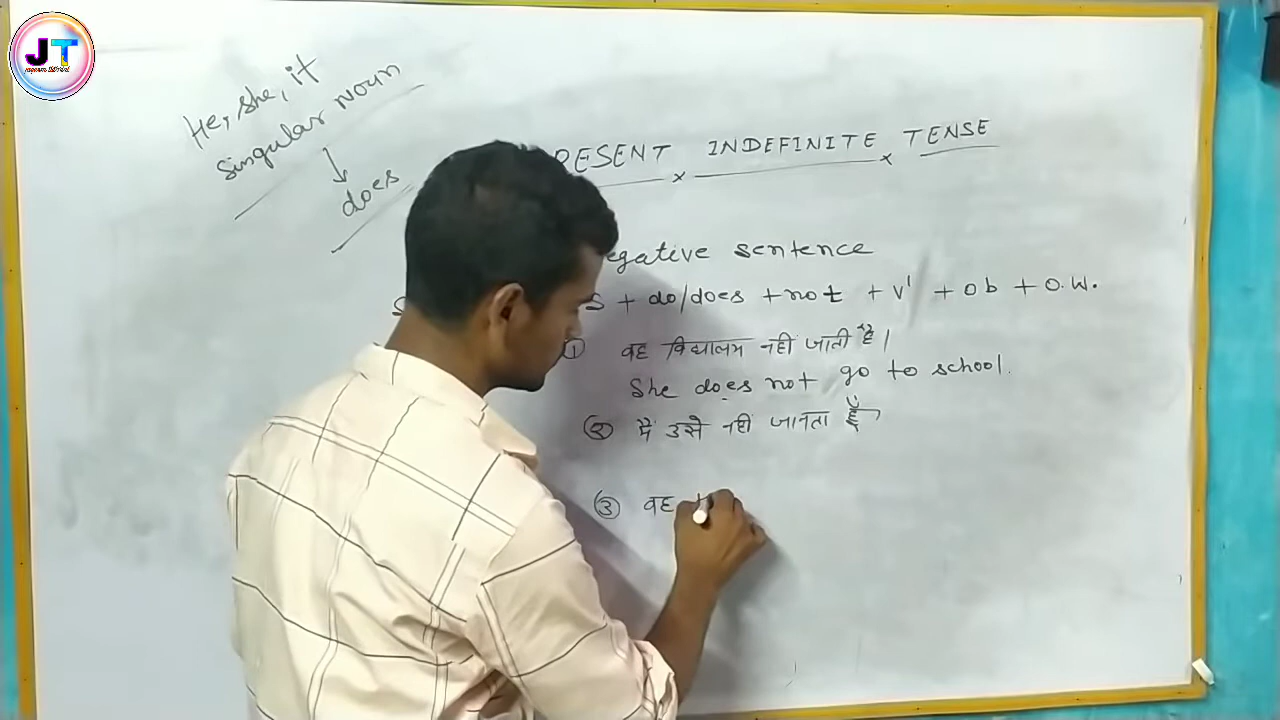 JT
He, she, it
singular noun
does
RESENT INDEFINITE TENSE
egative sentence
S + do/does + not + V¹ + ob + O.W.
① वह विद्यालय नहीं जाती है।
She does not go to school.
② मैं उसे नहीं जानता हूँ
③ वह